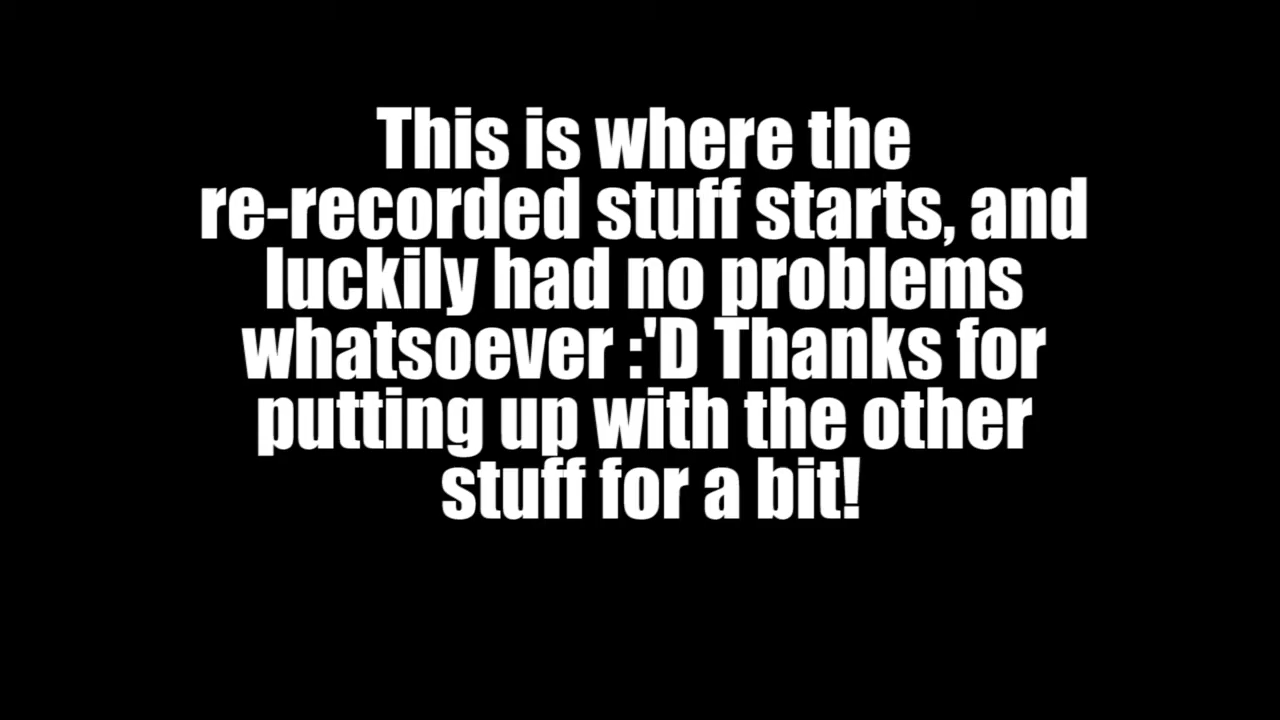 This is where the
re-recorded stuff starts, and
luckily had no problems
whatsoever :'D Thanks for
putting up with the other
stuff for a bit!